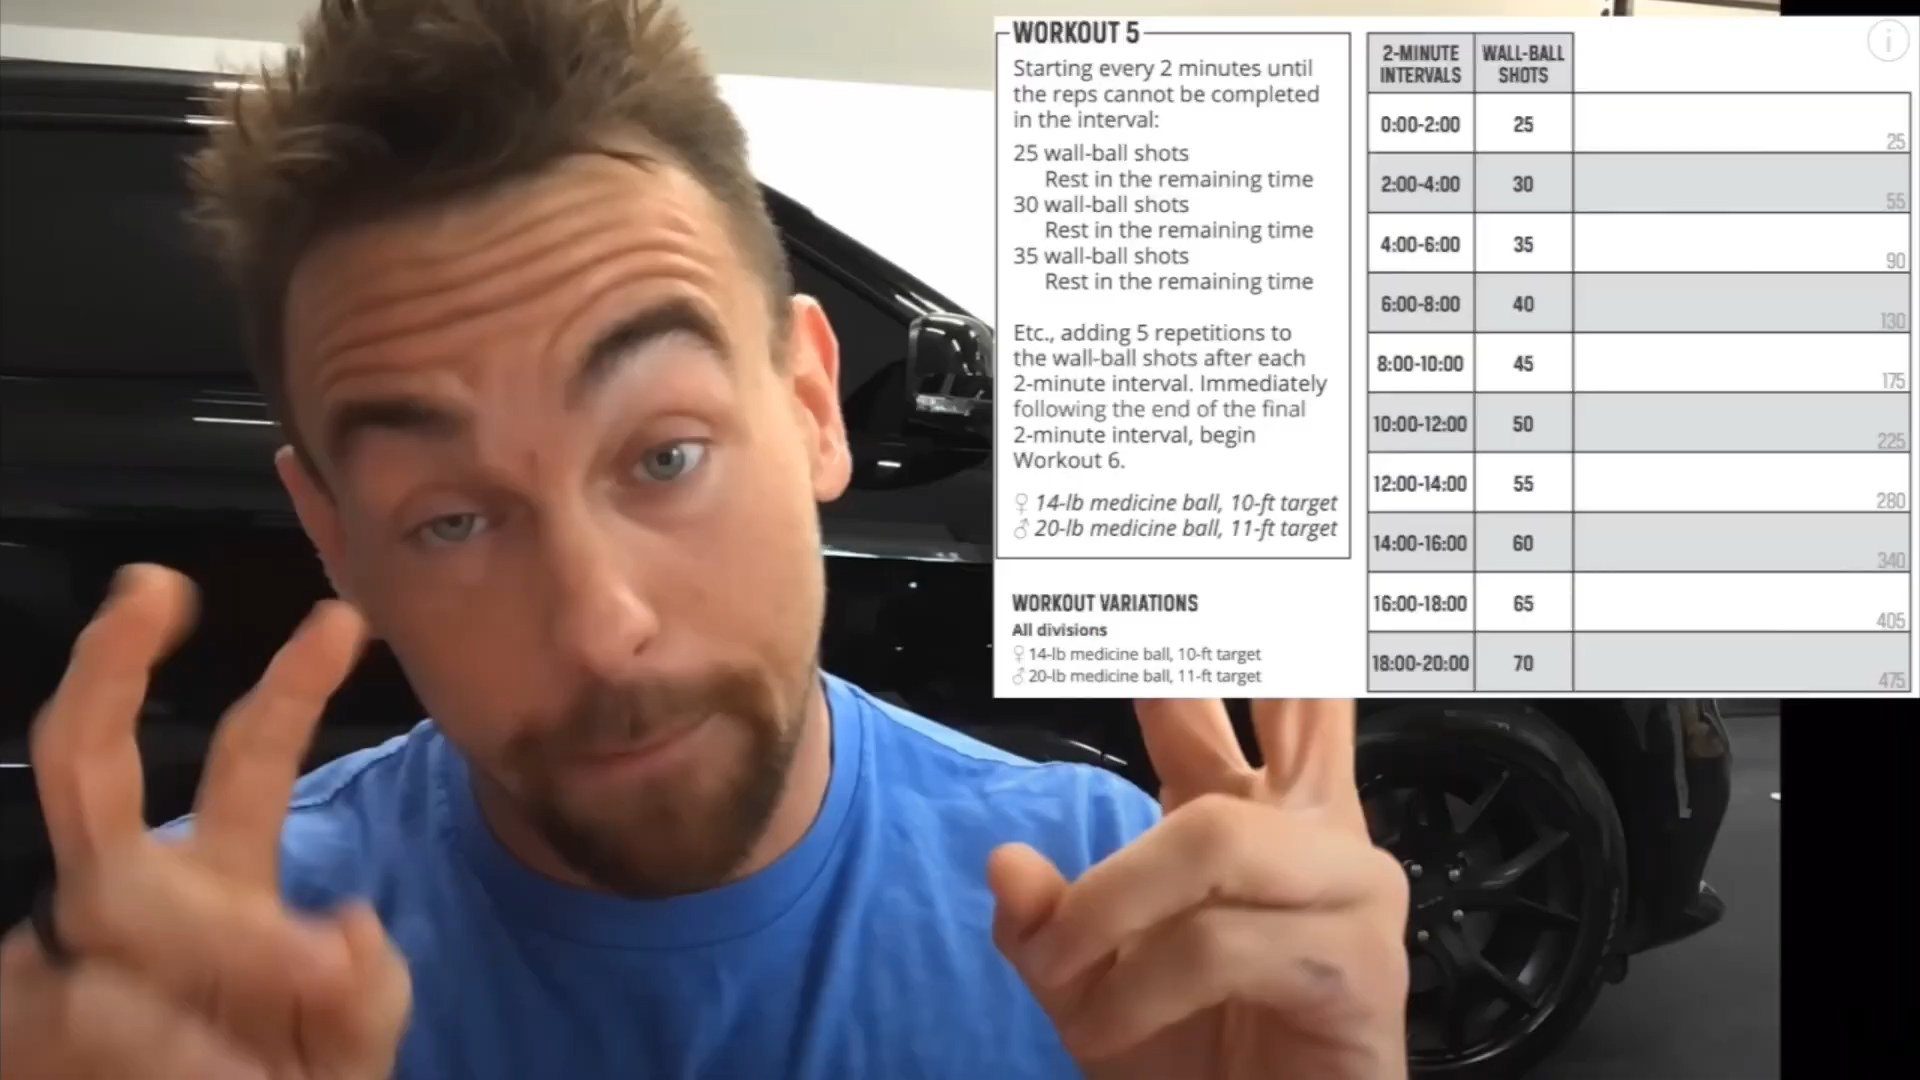 WORKOUT 5
Starting every 2 minutes until
the reps cannot be completed
in the interval:
25 wall-ball shots
Rest in the remaining time
30 wall-ball shots
Rest in the remaining time
35 wall-ball shots
Rest in the remaining time
Etc., adding 5 repetitions to
the wall-ball shots after each
2-minute interval. Immediately
following the end of the final
2-minute interval, begin
Workout 6.
♀ 14-lb medicine ball, 10-ft target
♂ 20-lb medicine ball, 11-ft target
WORKOUT VARIATIONS
All divisions
♀ 14-lb medicine ball, 10-ft target
♂ 20-lb medicine ball, 11-ft target
2-MINUTE INTERVALS WALL-BALL SHOTS
0:00-2:00 25 25
2:00-4:00 30 55
4:00-6:00 35 90
6:00-8:00 40 130
8:00-10:00 45 175
10:00-12:00 50 225
12:00-14:00 55 280
14:00-16:00 60 340
16:00-18:00 65 405
18:00-20:00 70 475
i